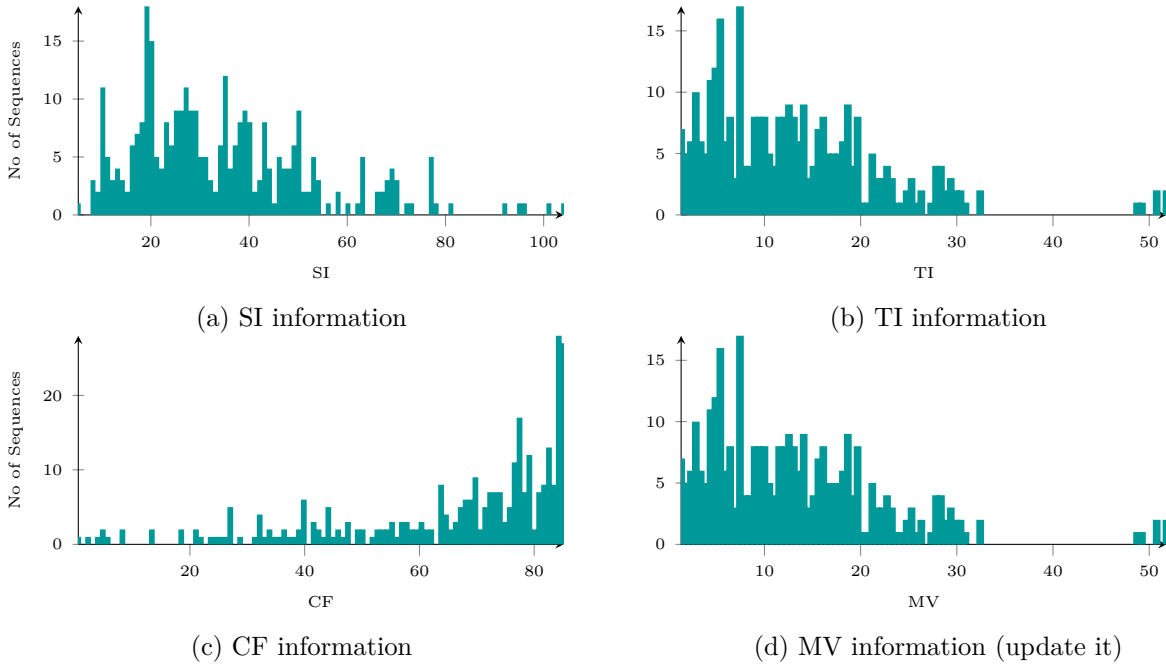 15
10
5
0
No of Sequences
20 40 60 80 100
SI
(a) SI information
15
10
5
0
10 20 30 40 50
TI
(b) TI information
20
10
0
No of Sequences
20 40 60 80
CF
(c) CF information
15
10
5
0
10 20 30 40 50
MV
(d) MV information (update it)